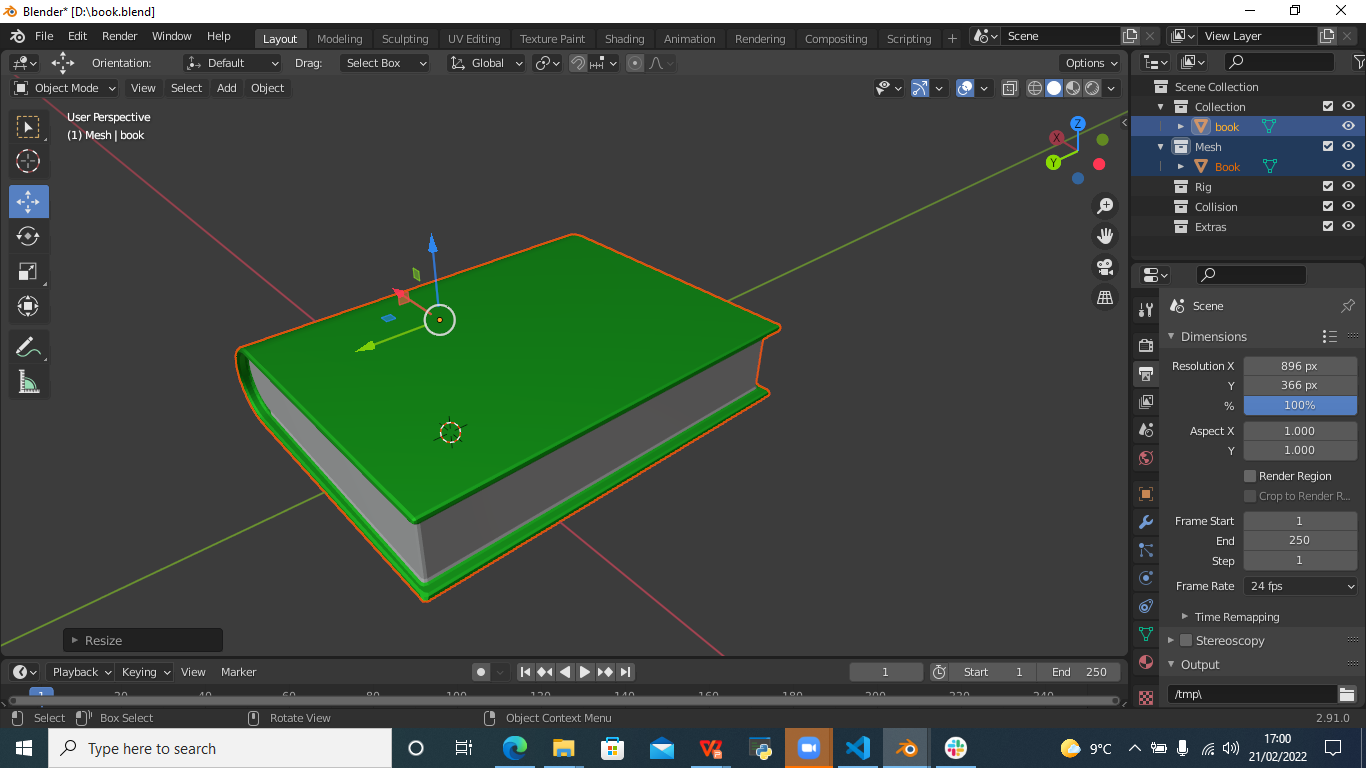 Blender* [D:\book.blend]
File Edit Render Window Help Layout Modeling Sculpting UV Editing Texture Paint Shading Animation Rendering Compositing Scripting + Scene View Layer
Orientation: Default Drag: Select Box Global Options
Object Mode View Select Add Object
User Perspective
(1) Mesh | book
X
Y
Z
Resize
Scene Collection
Collection
book
Mesh
Book
Rig
Collision
Extras
Scene
Dimensions
Resolution X 896 px
Y 366 px
% 100%
Aspect X 1.000
Y 1.000
Render Region
Crop to Render R...
Frame Start 1
End 250
Step 1
Frame Rate 24 fps
Time Remapping
Stereoscopy
Output
/tmp\
Playback Keying View Marker 1 Start 1 End 250
1 20 40 60 80 100 120 140 160 180 200 220 240
Select Box Select Rotate View Object Context Menu 2.91.0
Type here to search
9°C
17:00
21/02/2022